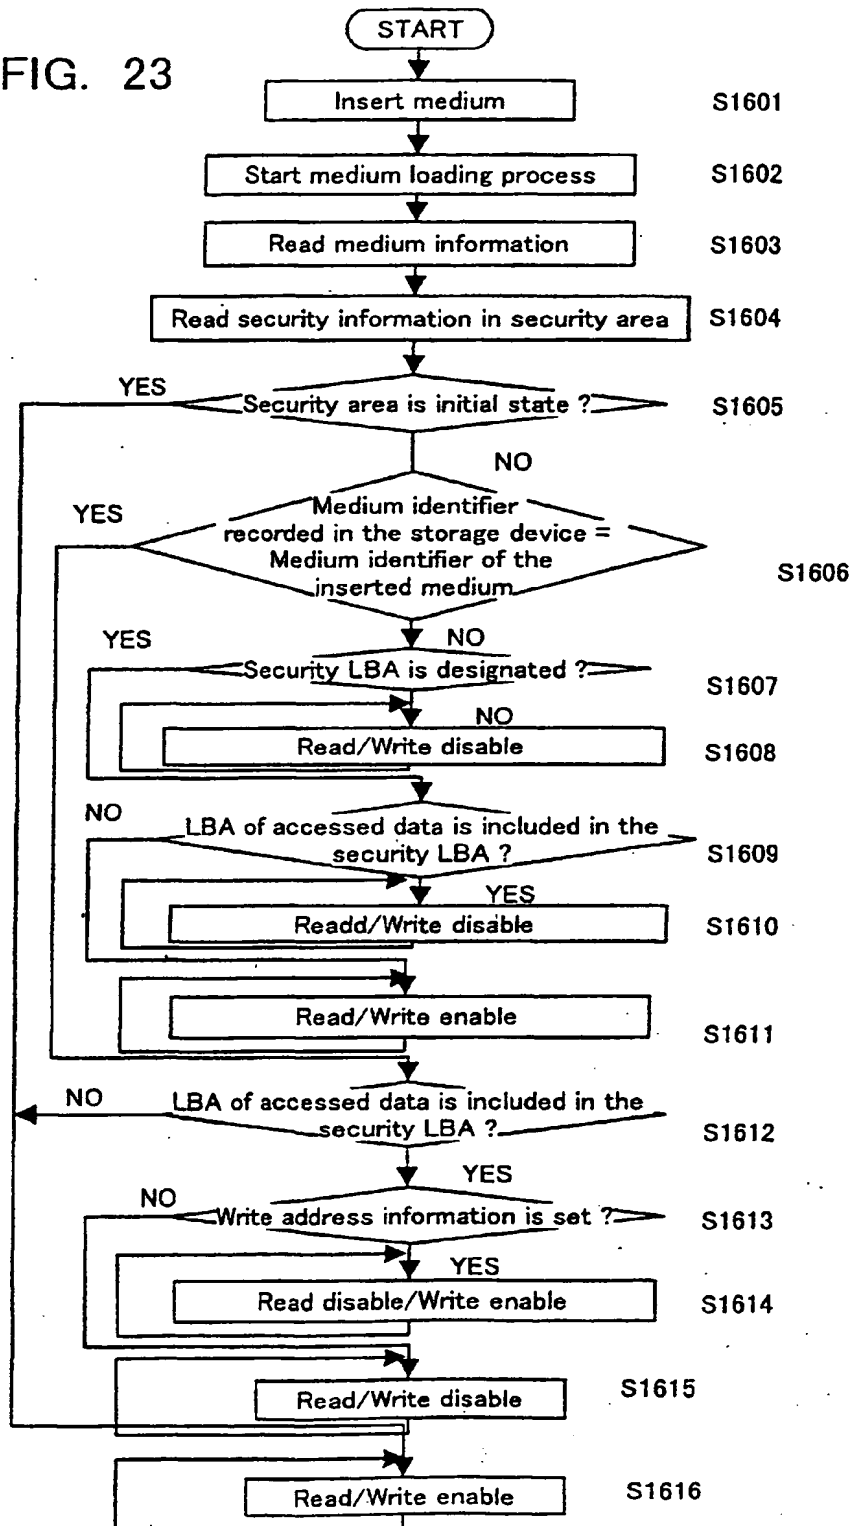 START
FIG. 23
Insert medium
S1601
Start medium loading process
S1602
Read medium information
S1603
Read security information in security area
S1604
YES
Security area is initial state ?
S1605
NO
YES
Medium identifier
recorded in the storage device =
Medium identifier of the
inserted medium
S1606
YES
NO
Security LBA is designated ?
S1607
NO
Read/Write disable
S1608
NO
LBA of accessed data is included in the
security LBA ?
S1609
YES
Readd/Write disable
S1610
Read/Write enable
S1611
NO
LBA of accessed data is included in the
security LBA ?
S1612
YES
NO
Write address information is set ?
S1613
YES
Read disable/Write enable
S1614
Read/Write disable
S1615
Read/Write enable
S1616